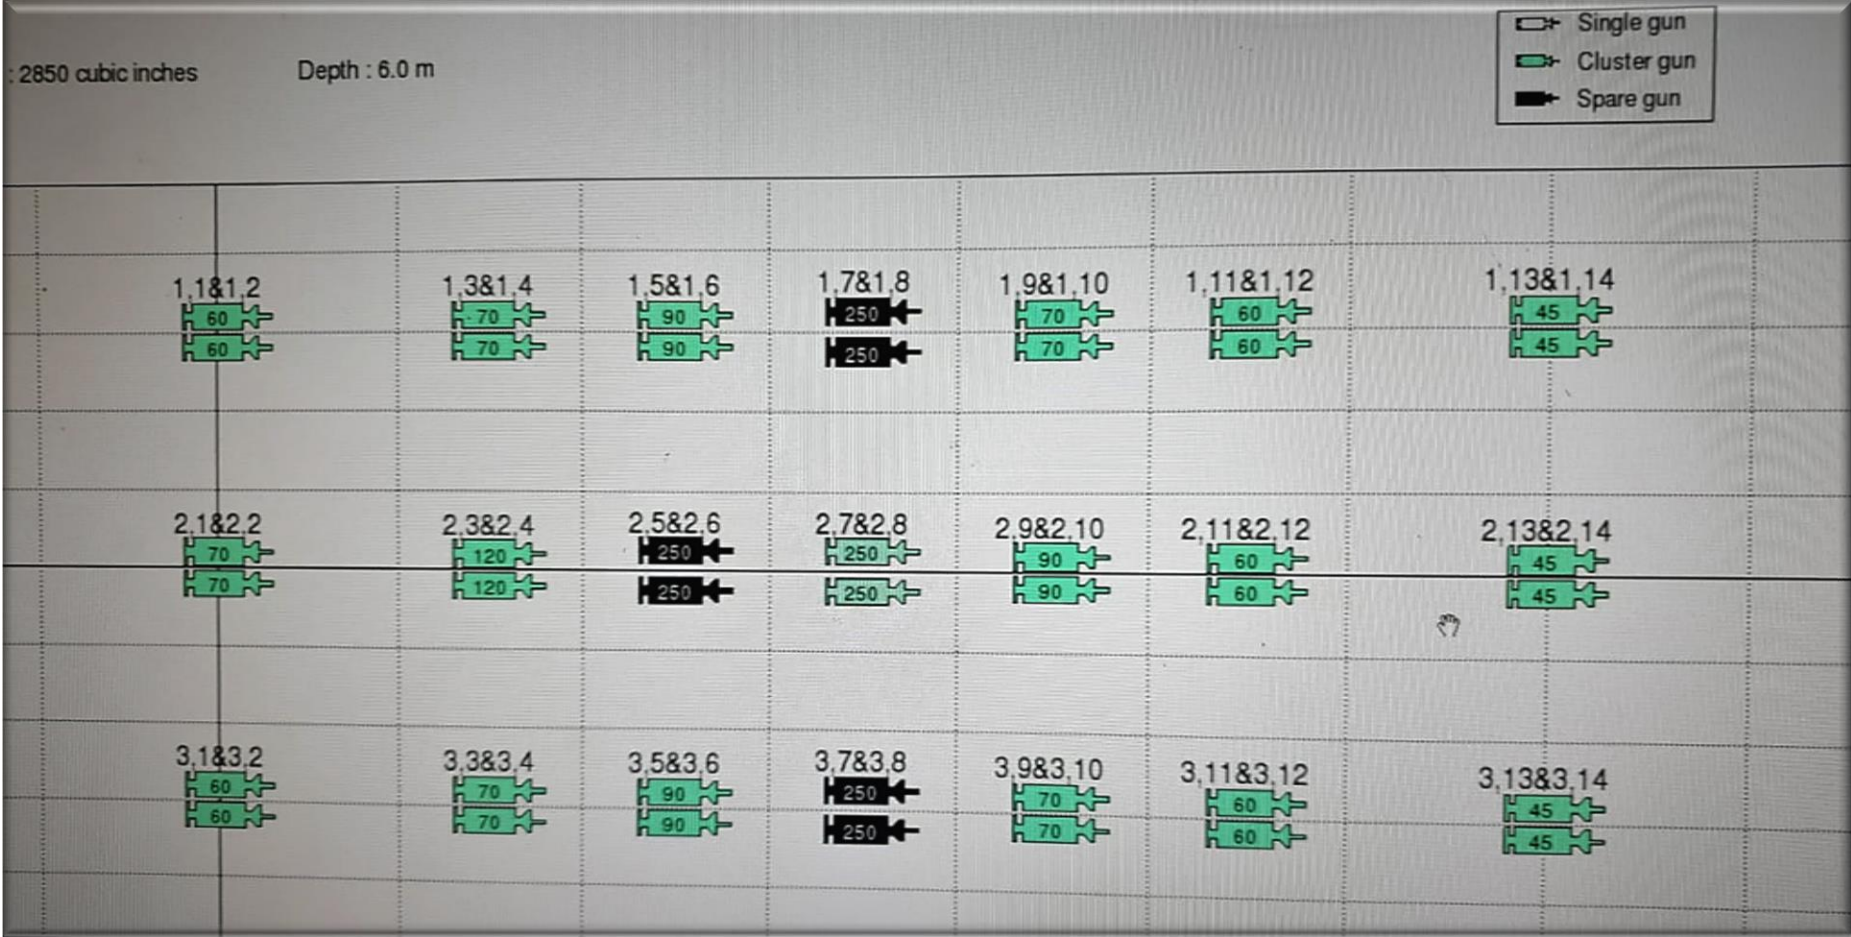 : 2850 cubic inches Depth : 6.0 m
Single gun
Cluster gun
Spare gun
1,1&1,2 1,3&1,4 1,5&1,6 1,7&1,8 1,9&1,10 1,11&1,12 1,13&1,14
60 70 90 250 70 60 45
60 70 90 250 70 60 45
2,1&2,2 2,3&2,4 2,5&2,6 2,7&2,8 2,9&2,10 2,11&2,12 2,13&2,14
70 120 250 250 90 60 45
70 120 250 250 90 60 45
3,1&3,2 3,3&3,4 3,5&3,6 3,7&3,8 3,9&3,10 3,11&3,12 3,13&3,14
60 70 90 250 70 60 45
60 70 90 250 70 60 45